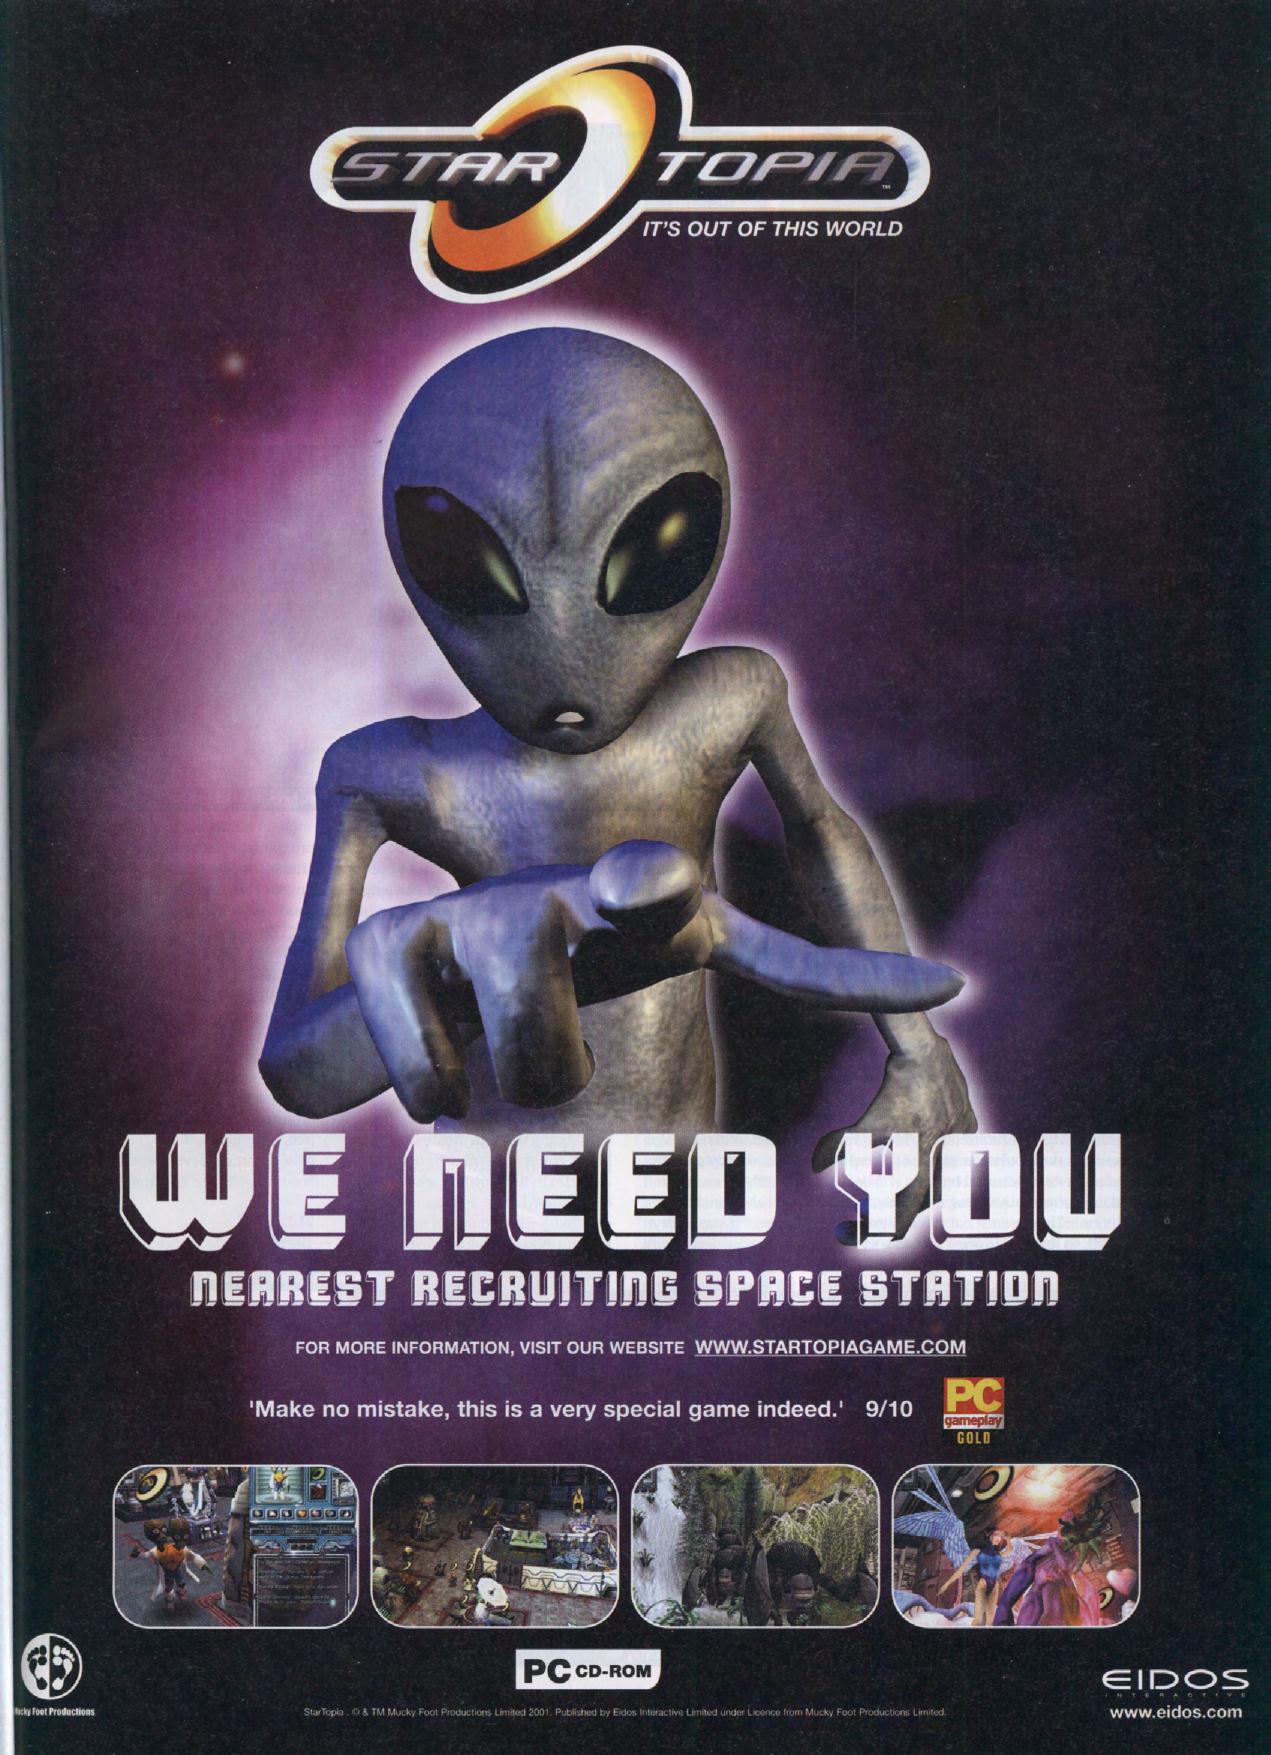 STARTOPIA ™
IT'S OUT OF THIS WORLD
WE NEED YOU
NEAREST RECRUITING SPACE STATION
FOR MORE INFORMATION, VISIT OUR WEBSITE WWW.STARTOPIAGAME.COM
'Make no mistake, this is a very special game indeed.' 9/10
PC
gameplay
GOLD
PC CD-ROM
EIDOS
INTERACTIVE
www.eidos.com
Mucky Foot Productions
StarTopia . © & TM Mucky Foot Productions Limited 2001. Published by Eidos Interactive Limited under Licence from Mucky Foot Productions Limited.